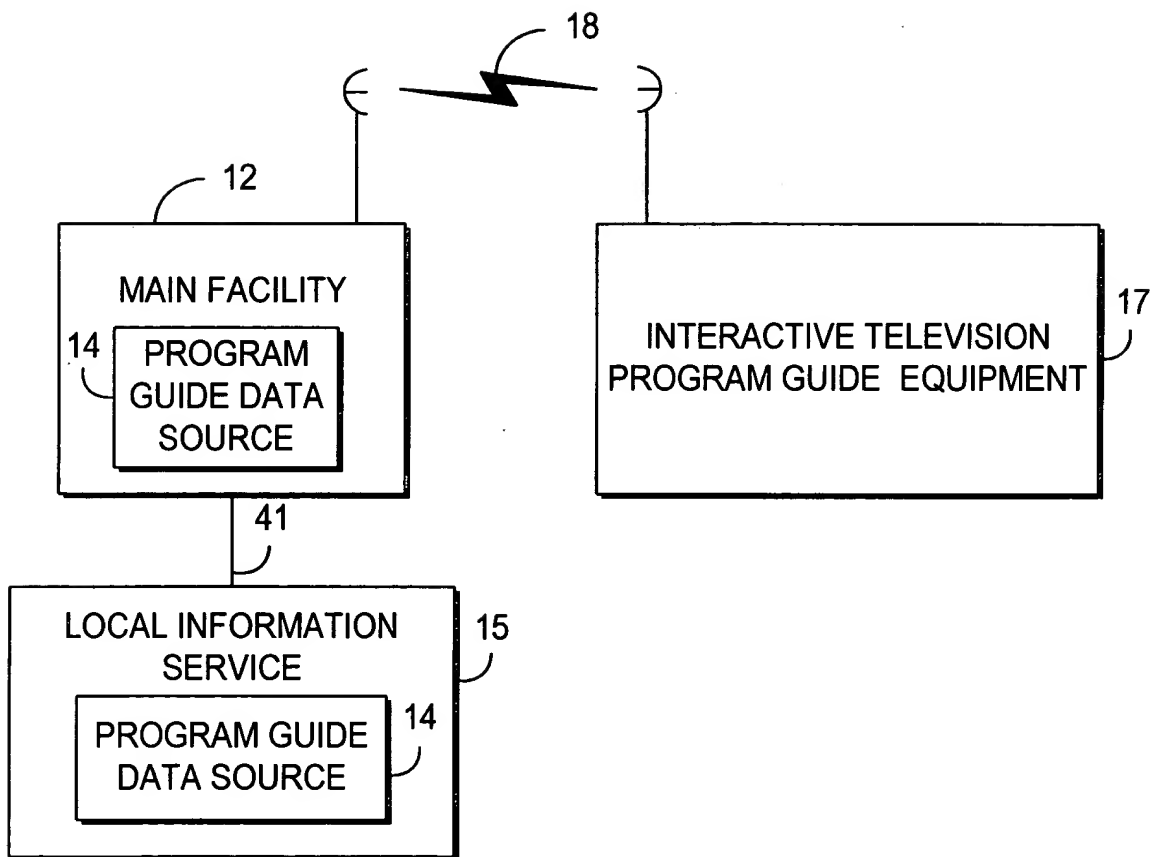 18
12
MAIN FACILITY
14
PROGRAM
GUIDE DATA
SOURCE
INTERACTIVE TELEVISION
PROGRAM GUIDE EQUIPMENT
17
41
LOCAL INFORMATION
SERVICE
15
PROGRAM GUIDE
DATA SOURCE
14